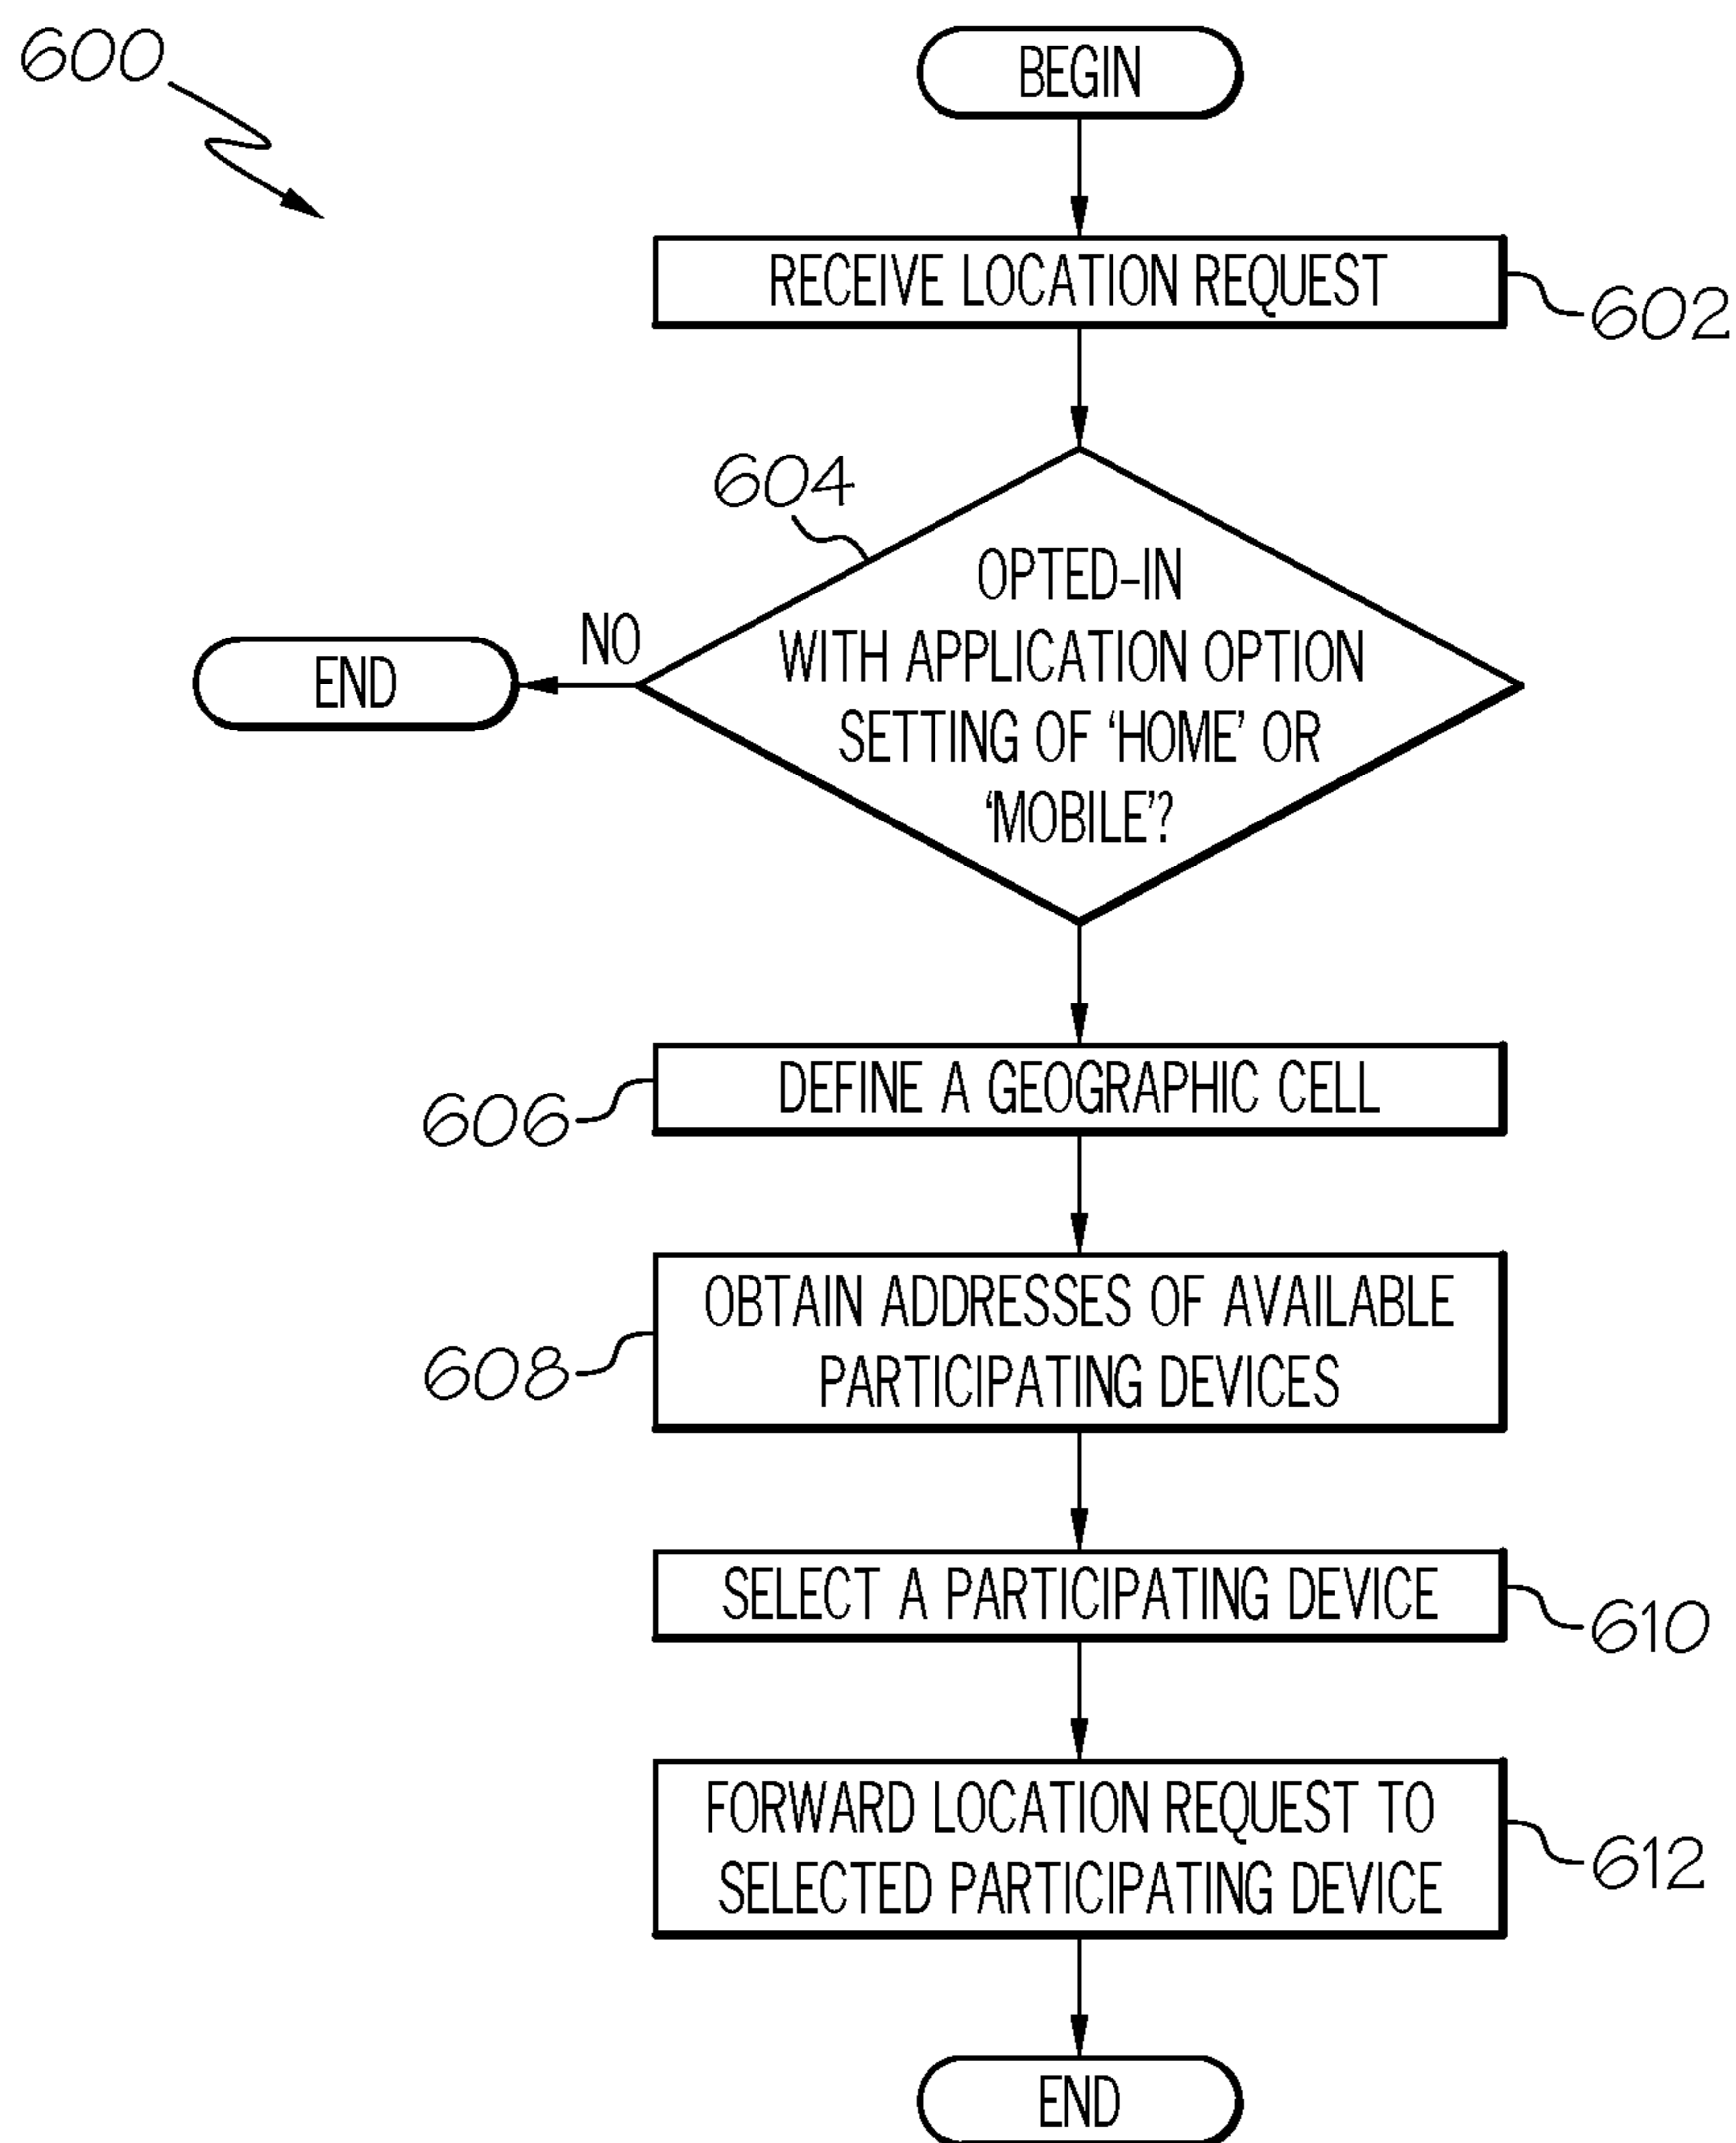 600
BEGIN
RECEIVE LOCATION REQUEST
602
604
OPTED-IN
WITH APPLICATION OPTION
SETTING OF ‘HOME’ OR
‘MOBILE’?
NO
END
DEFINE A GEOGRAPHIC CELL
606
OBTAIN ADDRESSES OF AVAILABLE
PARTICIPATING DEVICES
608
SELECT A PARTICIPATING DEVICE
610
FORWARD LOCATION REQUEST TO
SELECTED PARTICIPATING DEVICE
612
END